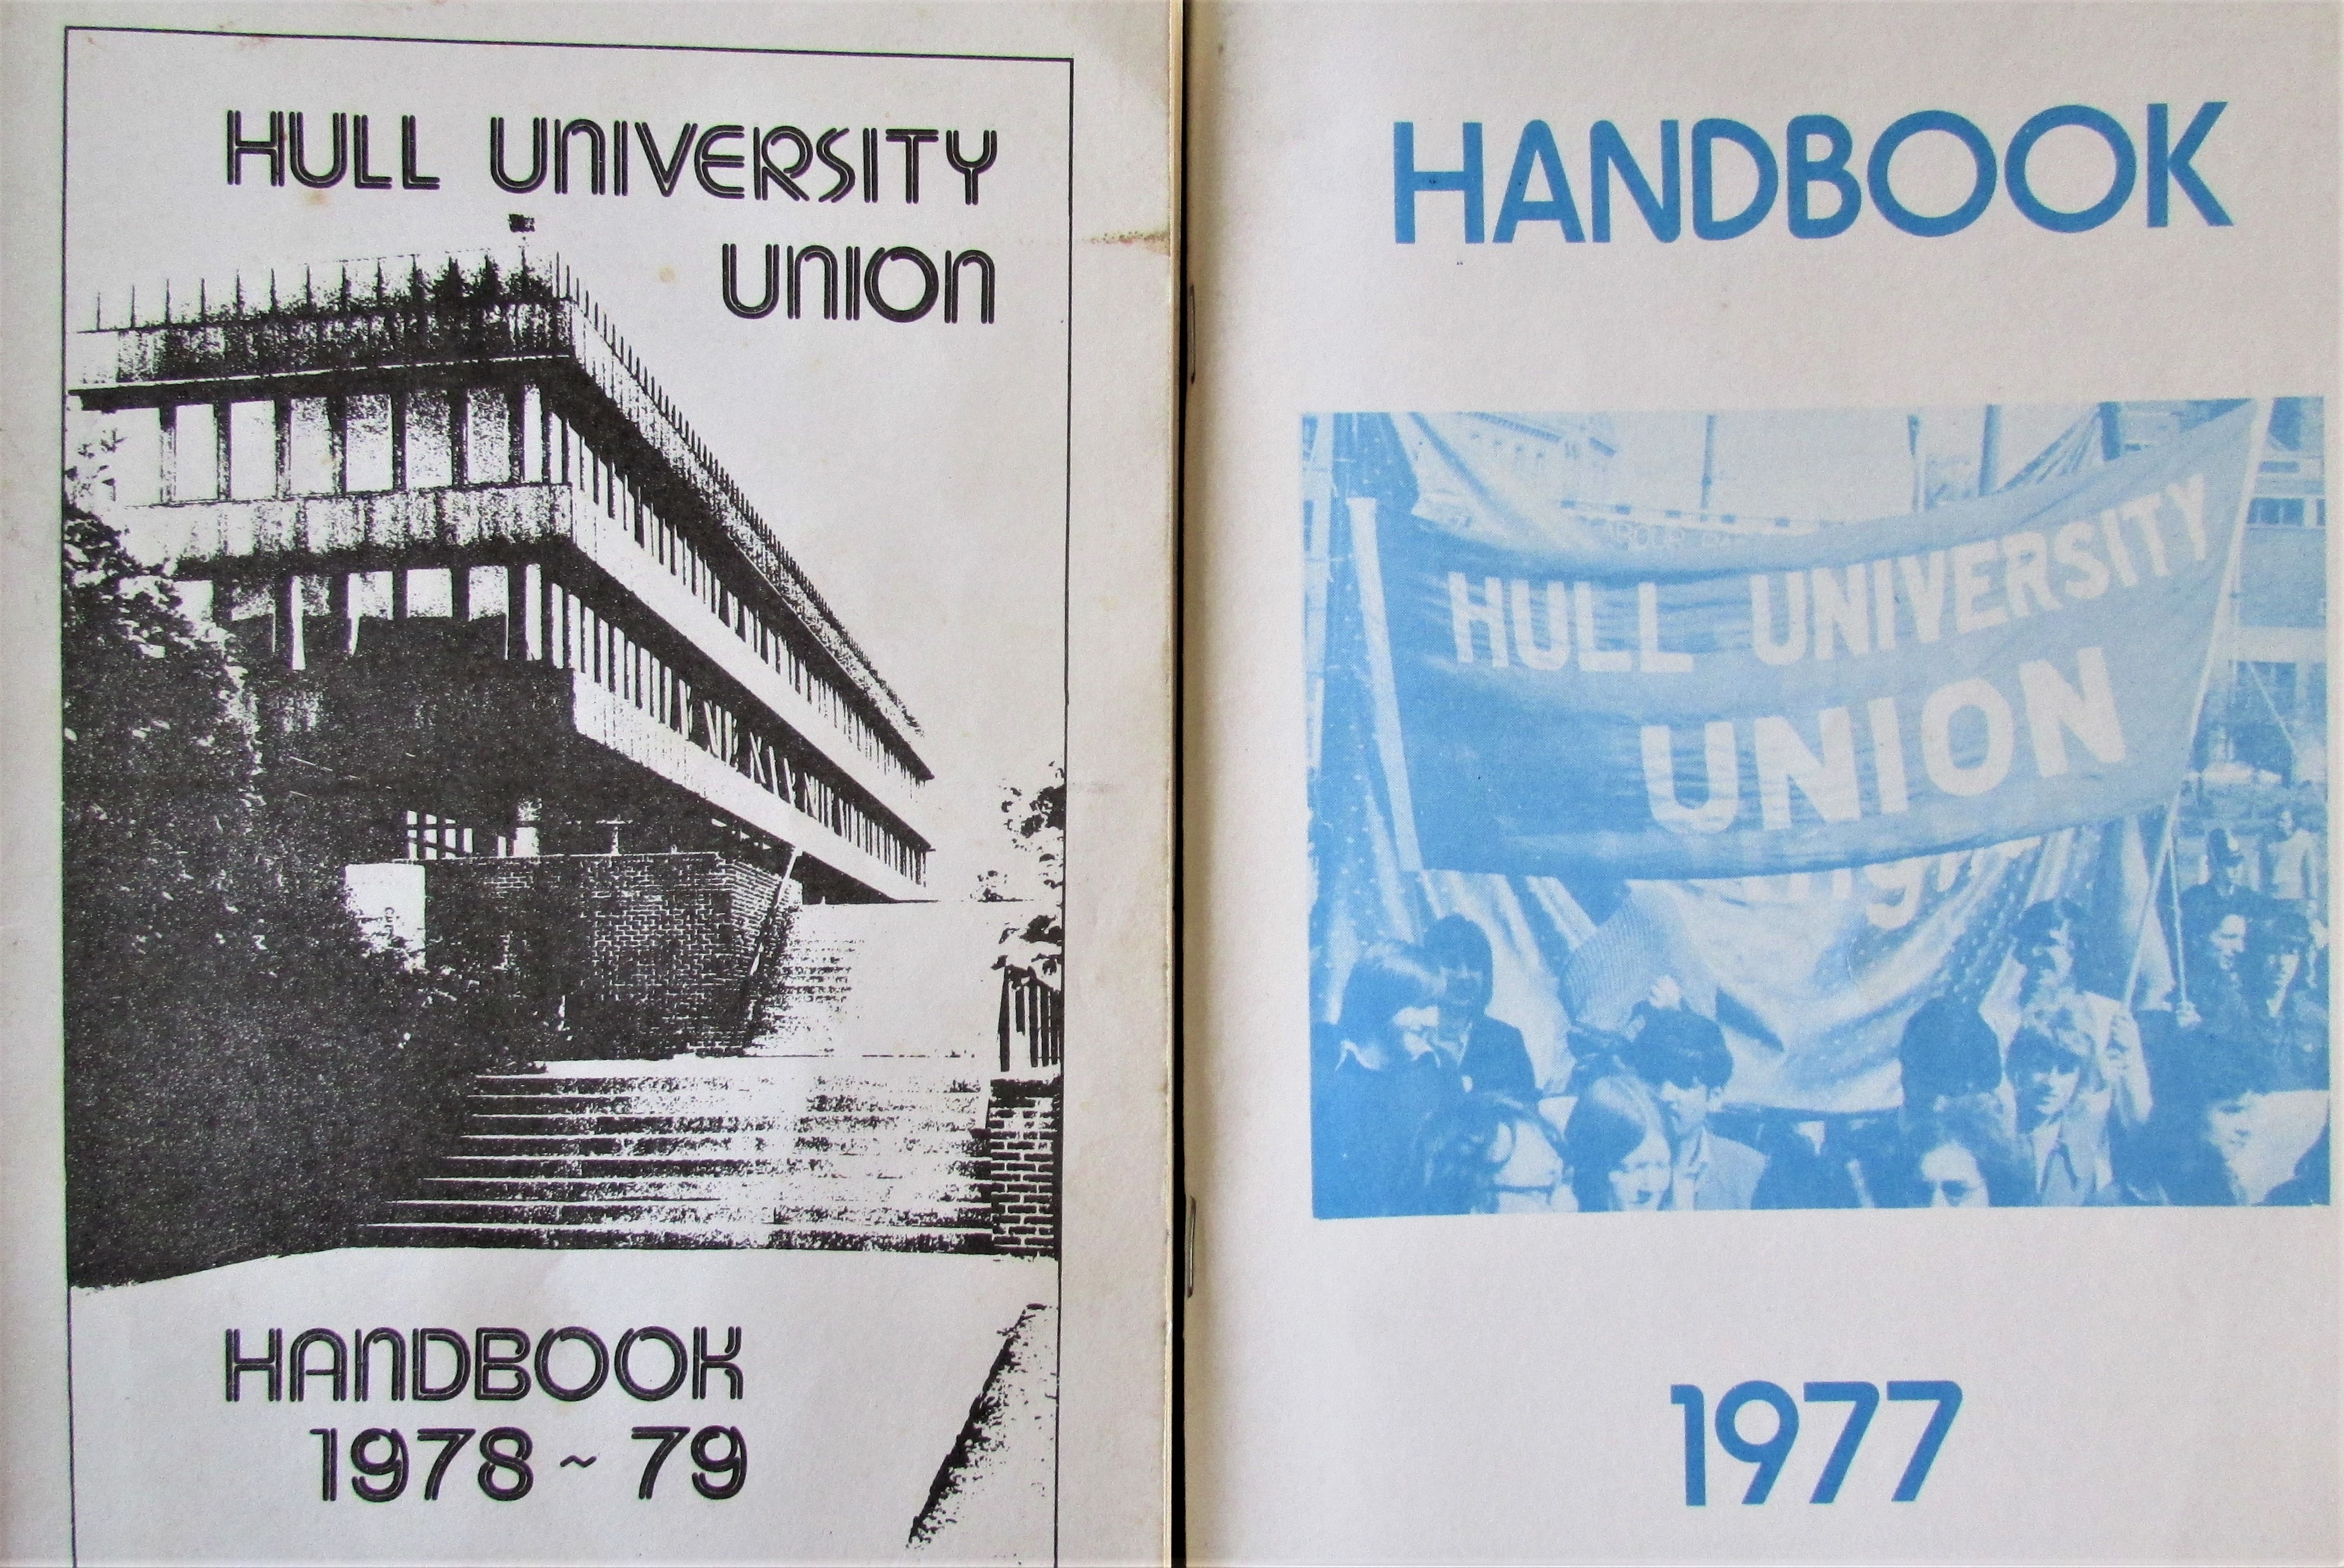 HULL UNIVERSITY
UNION
HANDBOOK
1978 ~ 79
HANDBOOK
HULL UNIVERSITY
UNION
1977